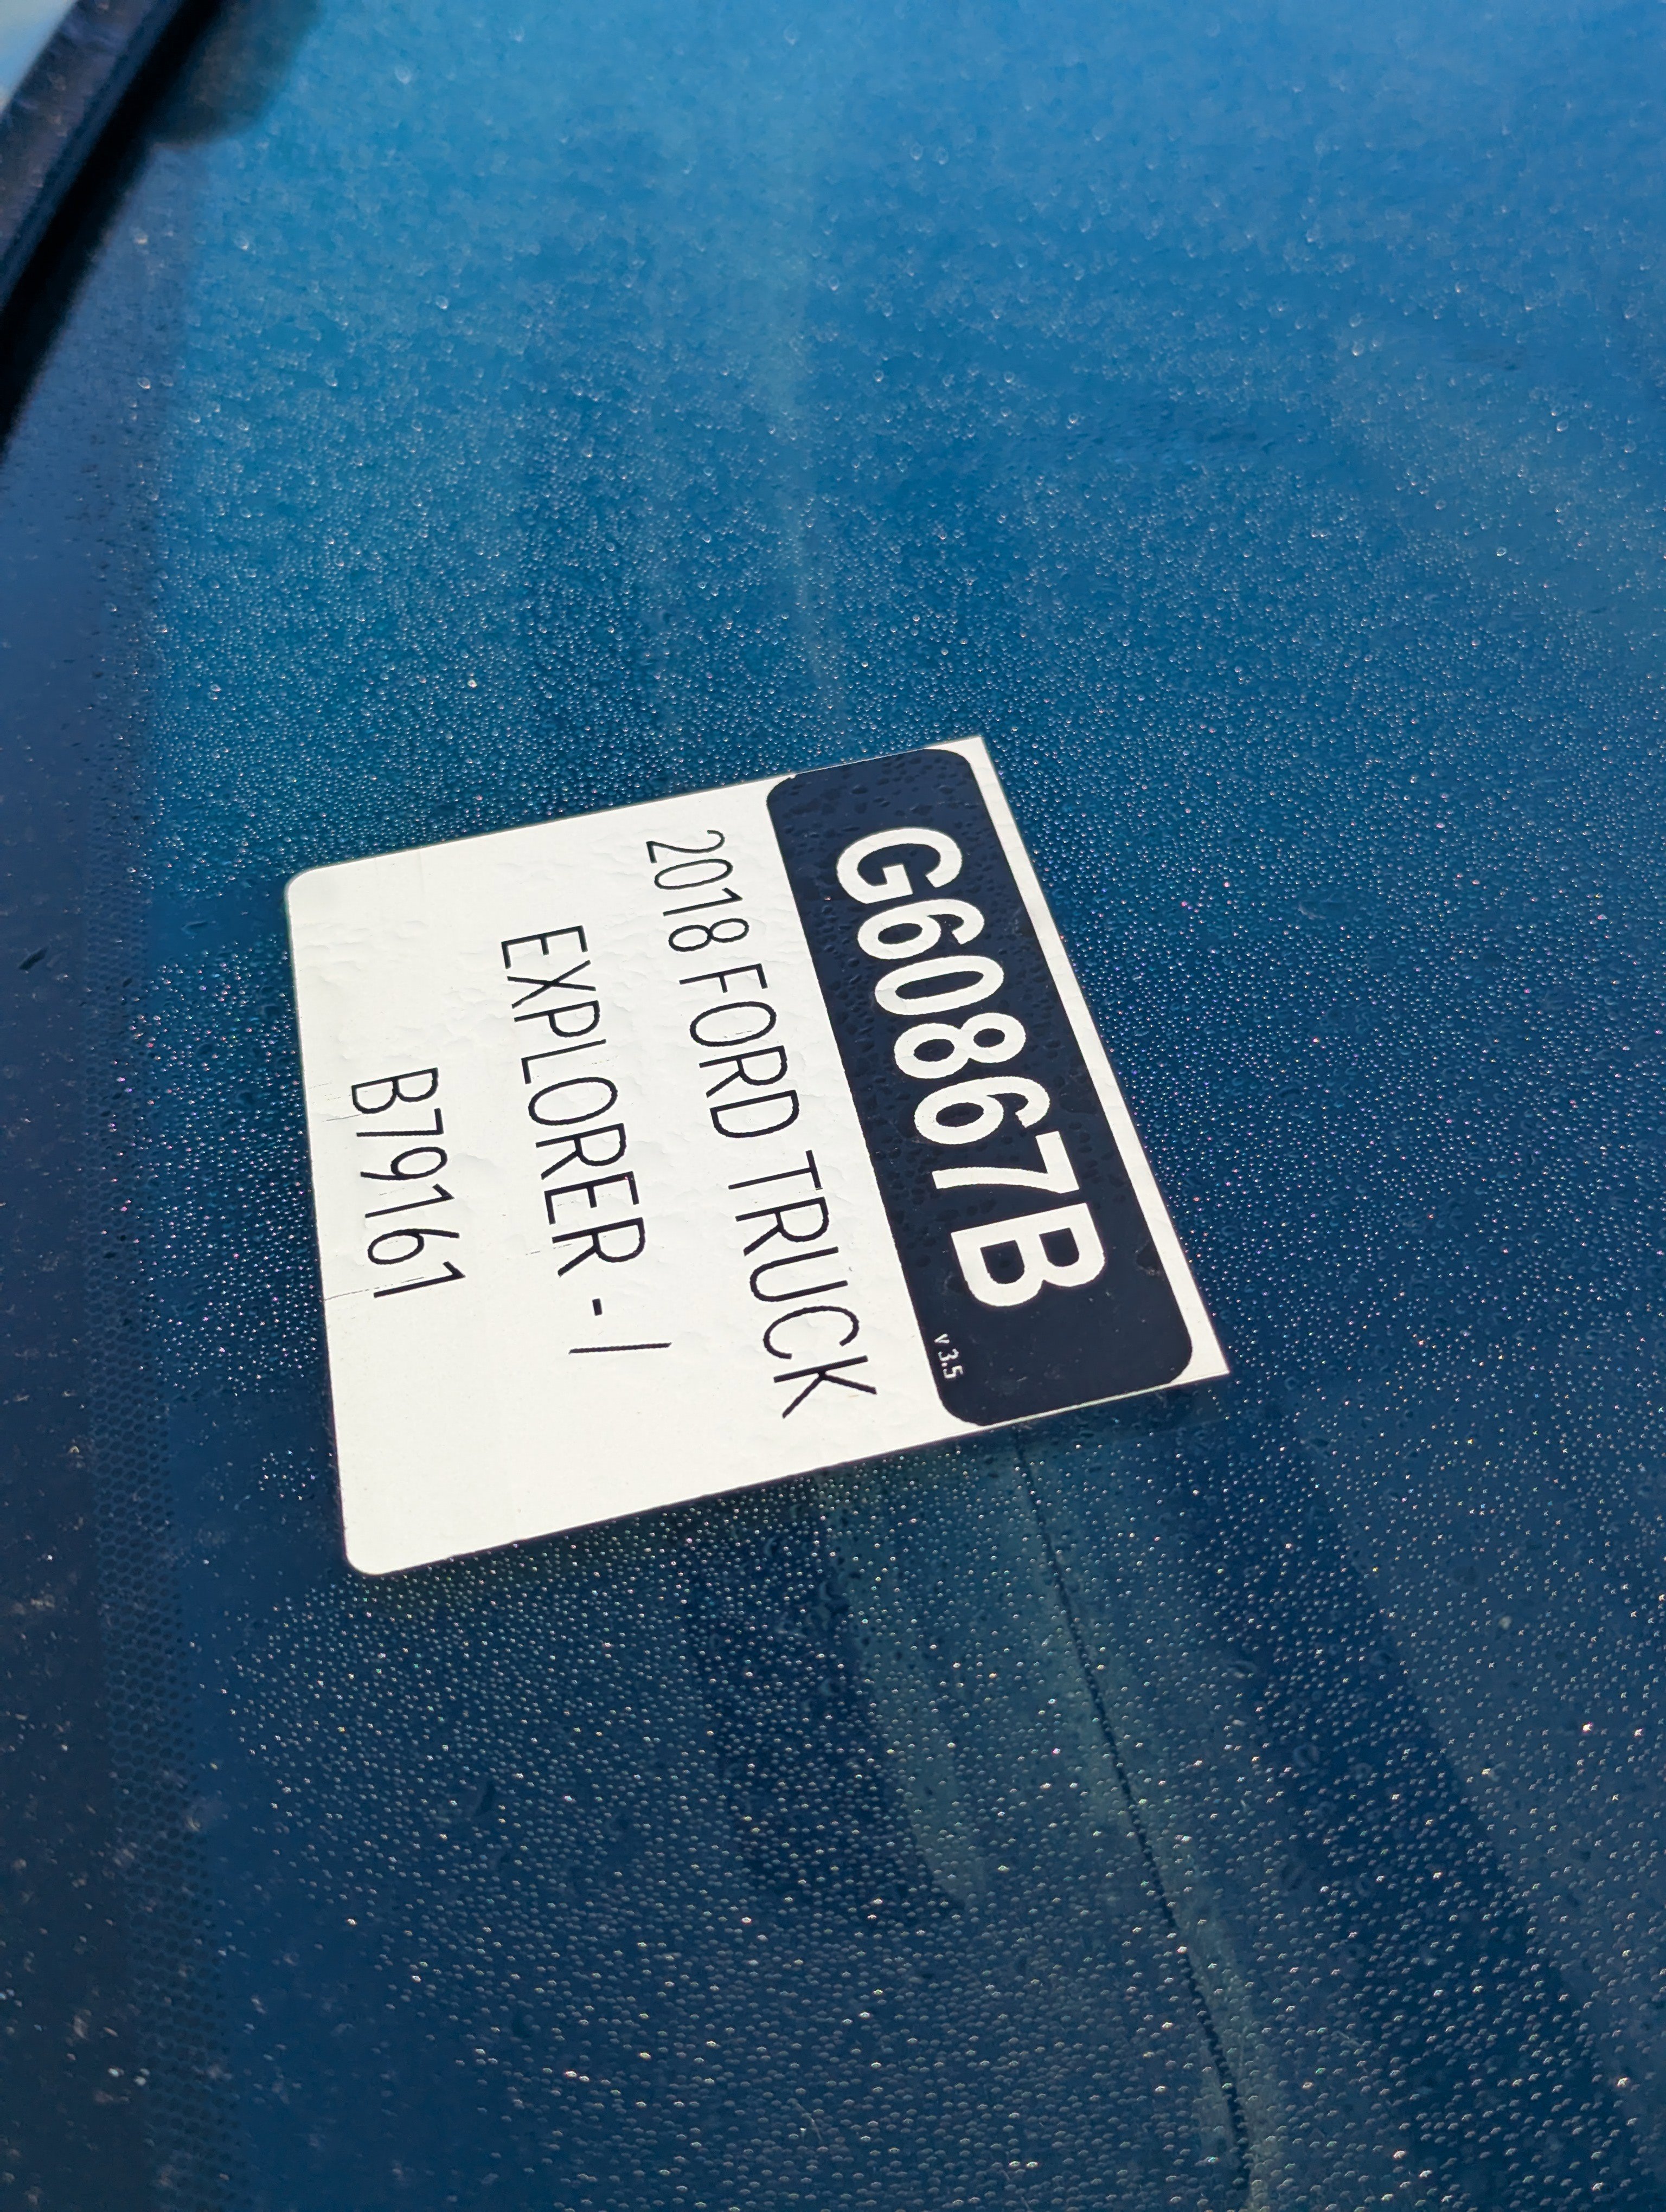 G60867B
v 3.5
2018 FORD TRUCK
EXPLORER - /
B79161